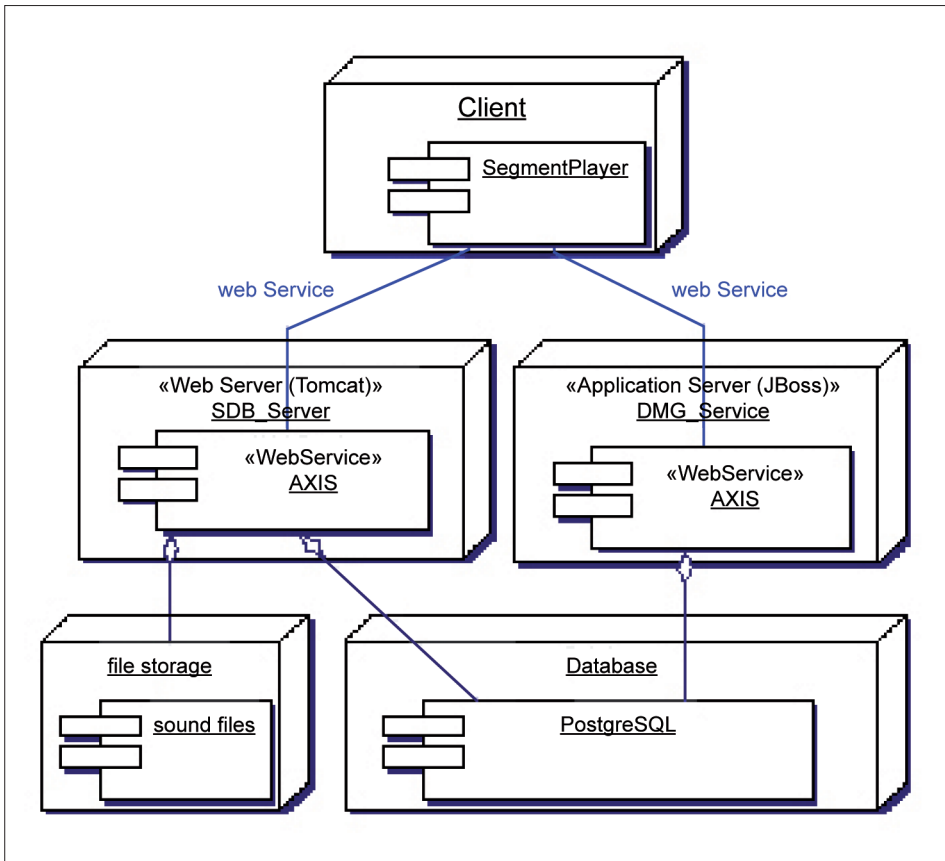 Client
SegmentPlayer
web Service
web Service
«Web Server (Tomcat)»
SDB_Server
«WebService»
AXIS
«Application Server (JBoss)»
DMG_Service
«WebService»
AXIS
file storage
sound files
Database
PostgreSQL